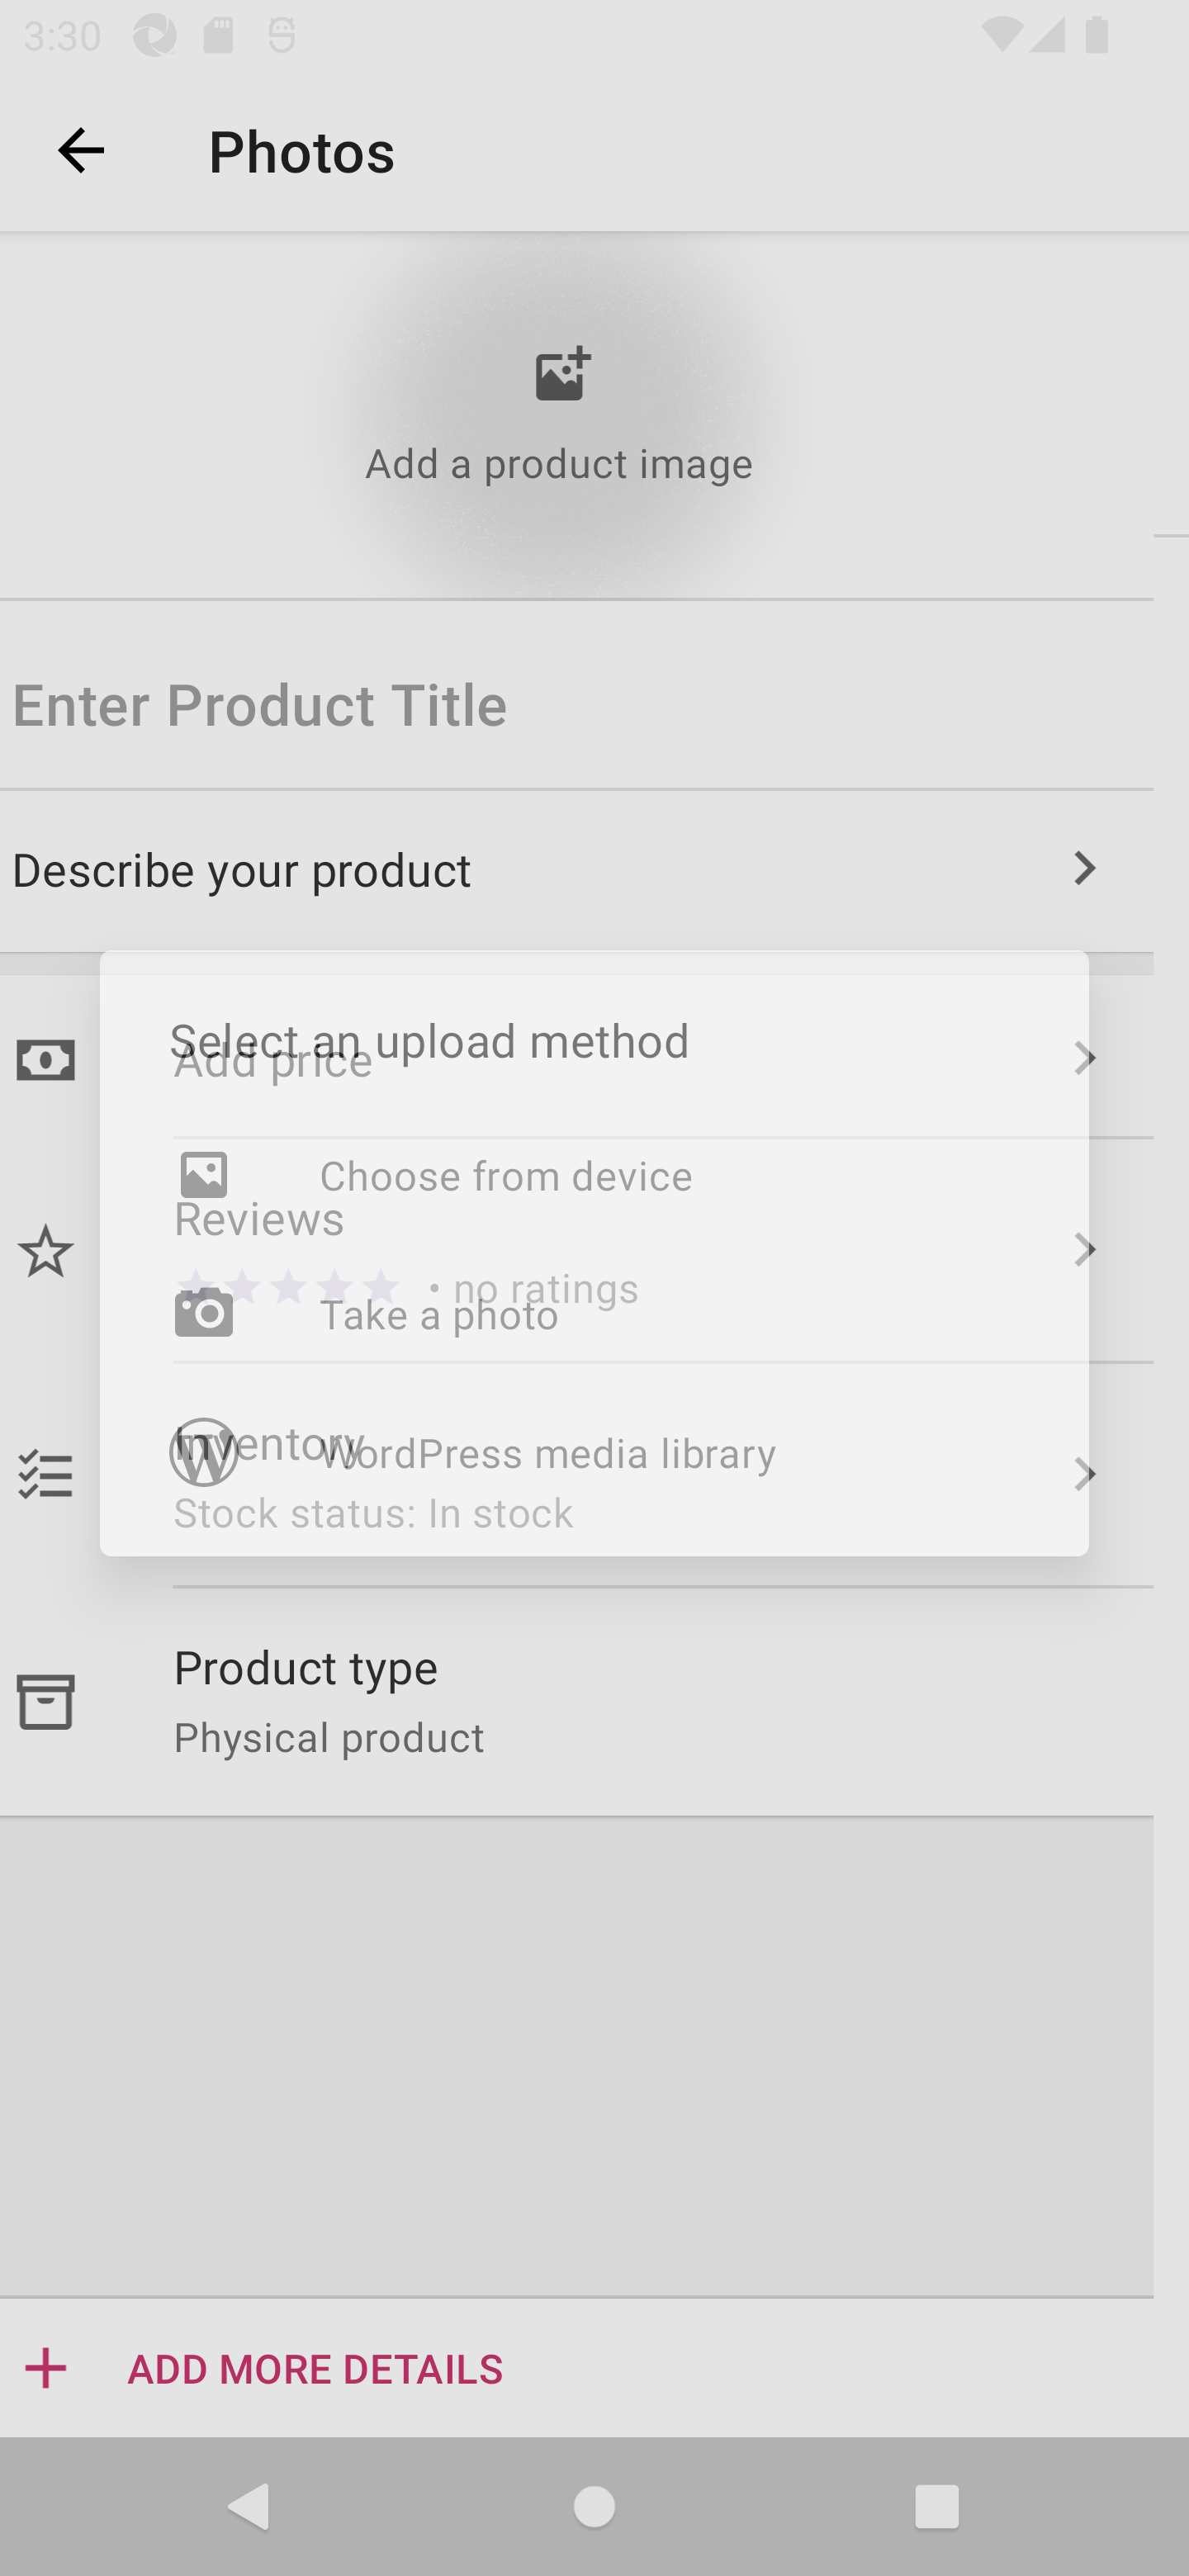 3:30
Photos
Add a product image
Enter Product Title
Describe your product
Select an upload method
Add price
Choose from device
Reviews
• no ratings
Take a photo
Inventory
WordPress media library
Stock status: In stock
Product type
Physical product
ADD MORE DETAILS